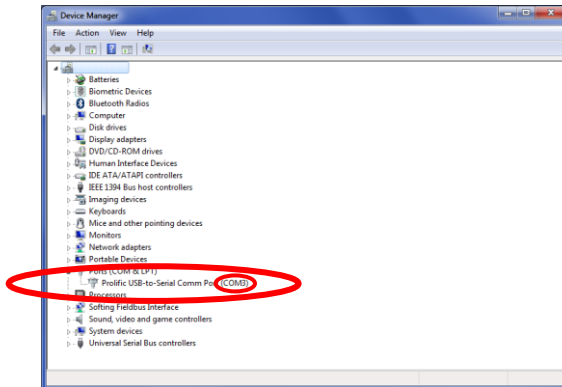 Device Manager
File Action View Help
Batteries
Biometric Devices
Bluetooth Radios
Computer
Disk drives
Display adapters
DVD/CD-ROM drives
Human Interface Devices
IDE ATA/ATAPI controllers
IEEE 1394 Bus host controllers
Imaging devices
Keyboards
Mice and other pointing devices
Monitors
Network adapters
Portable Devices
Ports (COM & LPT)
Prolific USB-to-Serial Comm Port (COM3)
Processors
Softing Fieldbus Interface
Sound, video and game controllers
System devices
Universal Serial Bus controllers